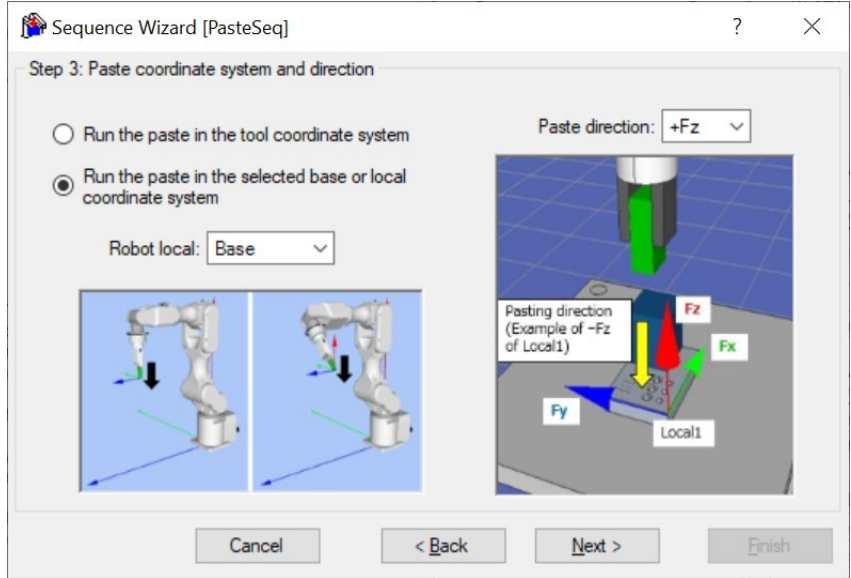 Sequence Wizard [PasteSeq]
?
Step 3: Paste coordinate system and direction
Run the paste in the tool coordinate system
Run the paste in the selected base or local
coordinate system
Robot local: Base
Paste direction: +Fz
Pasting direction
(Example of -Fz
of Local1)
Fz
Fx
Fy
Local1
Cancel
< Back
Next >
Finish